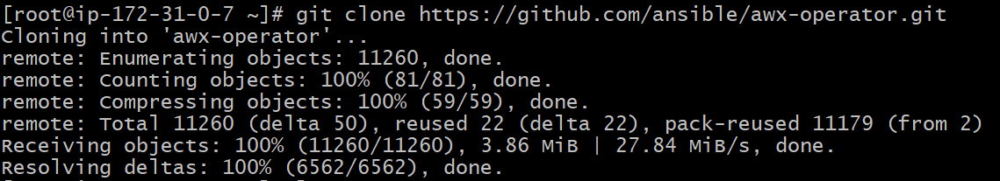 [root@ip-172-31-0-7 ~]# git clone https://github.com/ansible/awx-operator.git
Cloning into 'awx-operator'...
remote: Enumerating objects: 11260, done.
remote: Counting objects: 100% (81/81), done.
remote: Compressing objects: 100% (59/59), done.
remote: Total 11260 (delta 50), reused 22 (delta 22), pack-reused 11179 (from 2)
Receiving objects: 100% (11260/11260), 3.86 MiB | 27.84 MiB/s, done.
Resolving deltas: 100% (6562/6562), done.